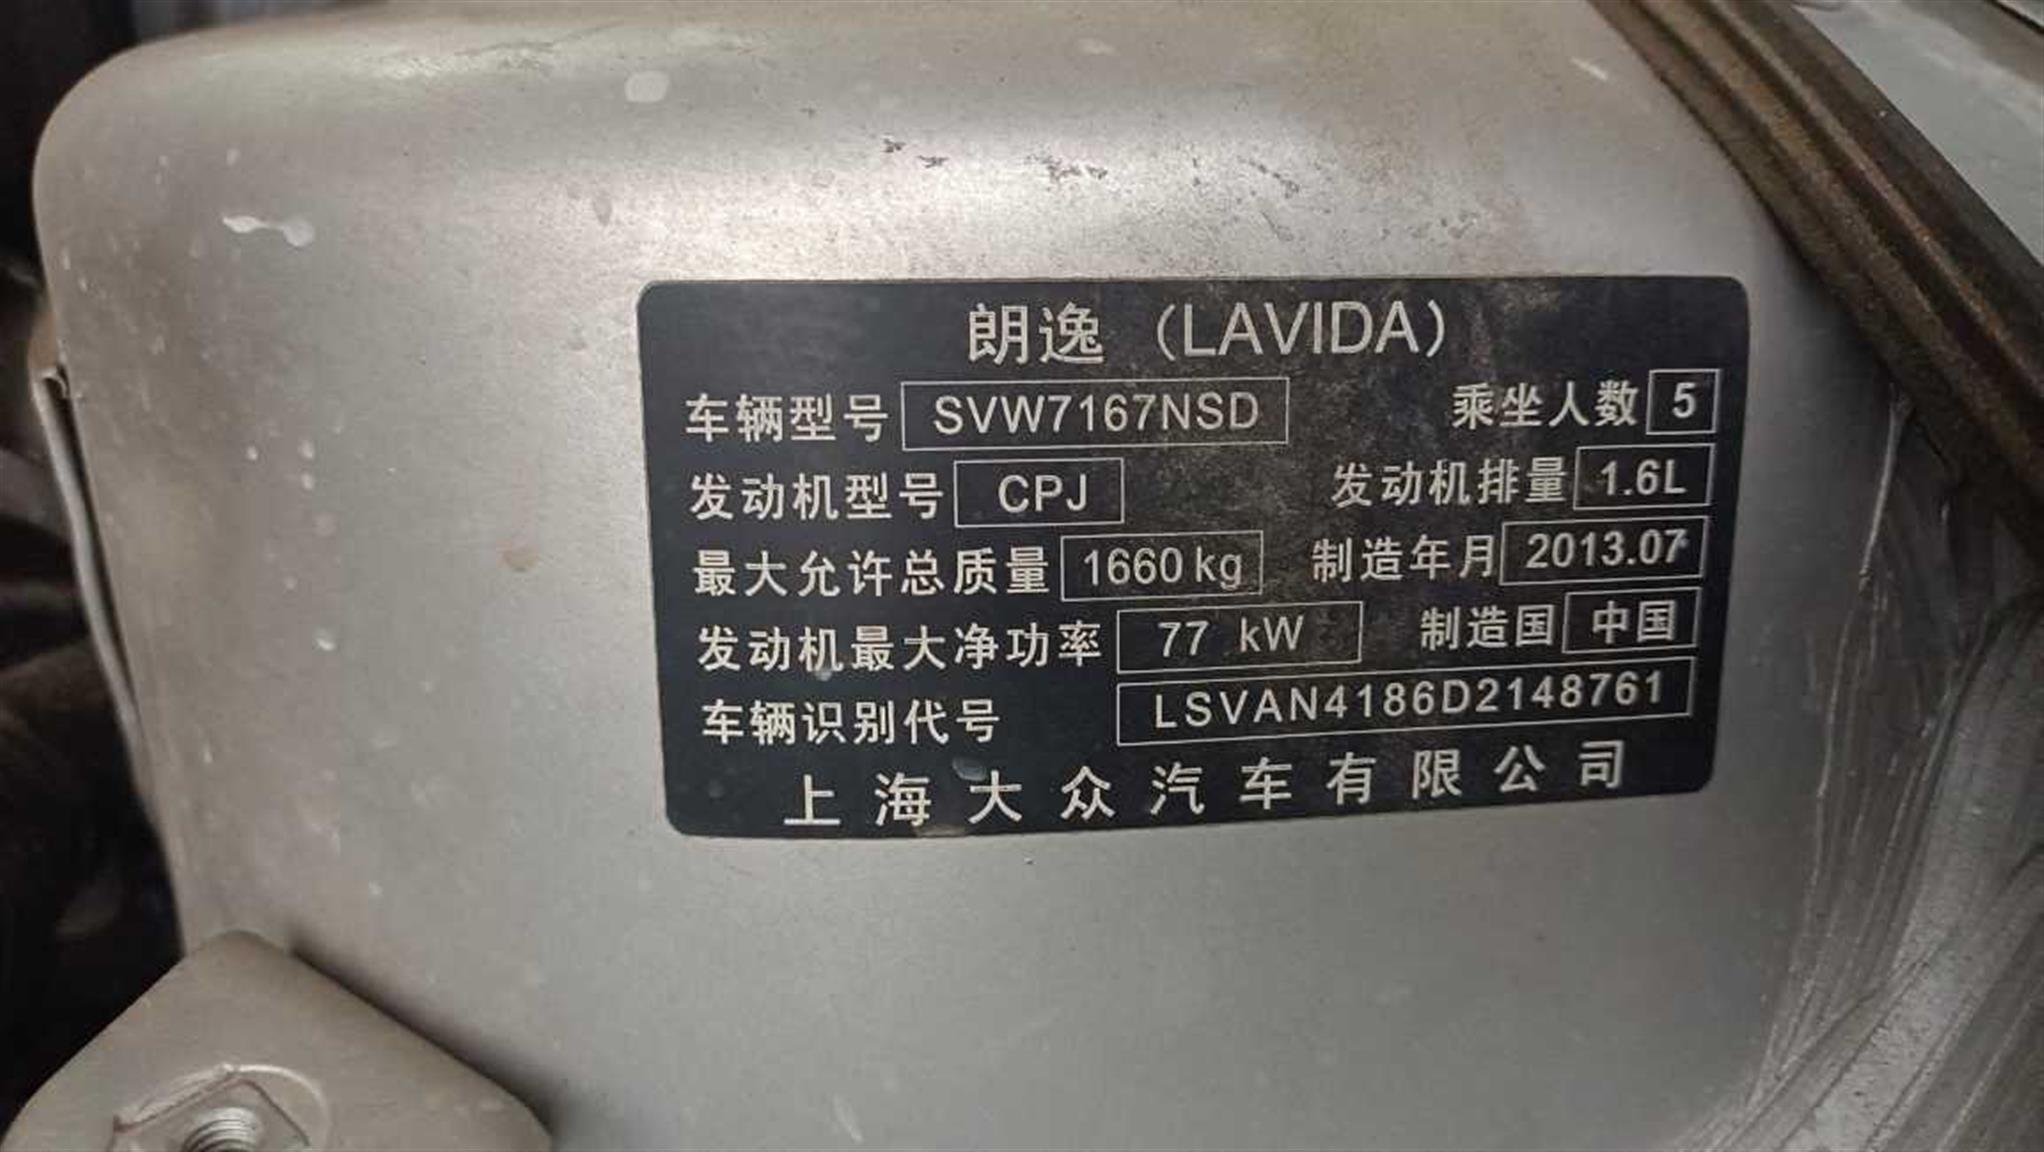 朗逸（LAVIDA）
车辆型号 SVW7167NSD 乘坐人数 5
发动机型号 CPJ 发动机排量 1.6L
最大允许总质量 1660kg 制造年月 2013.07
发动机最大净功率 77 kW 制造国 中国
车辆识别代号 LSVAN4186D2148761
上海大众汽车有限公司